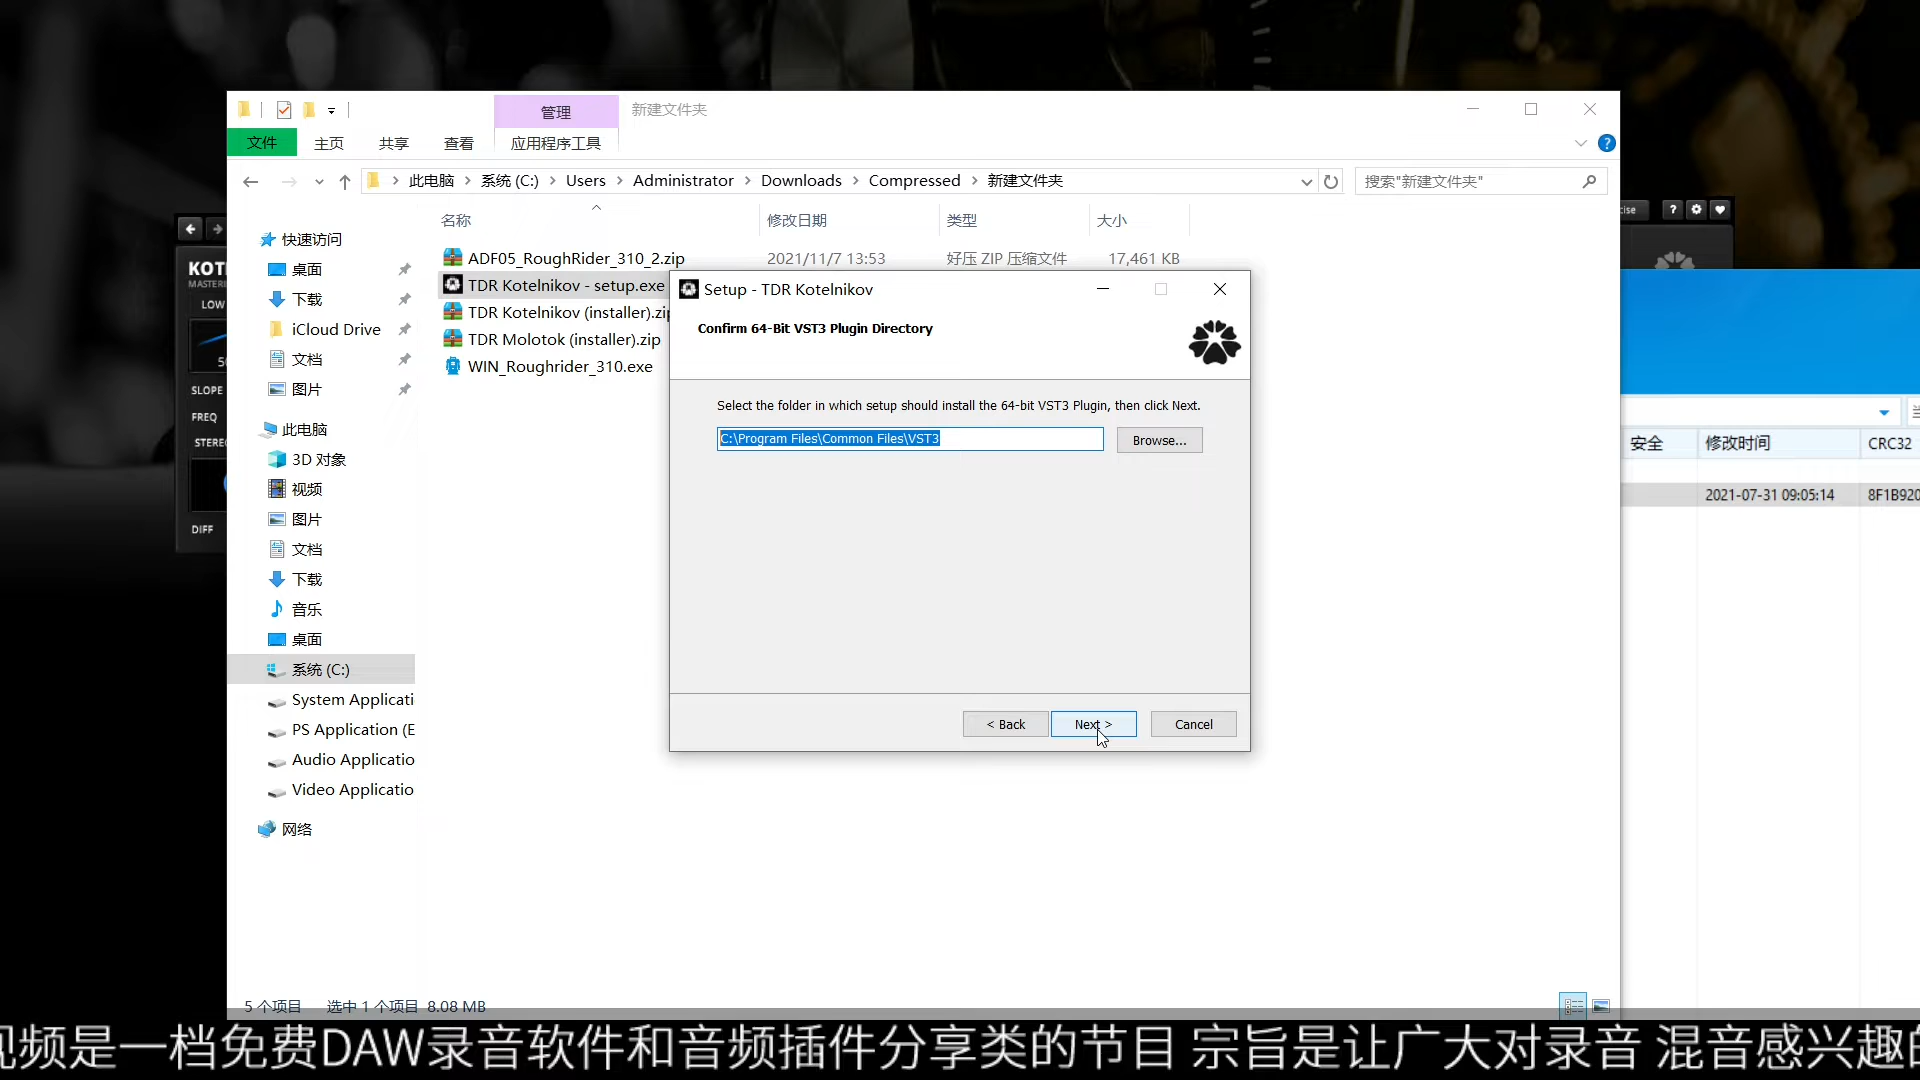 管理
新建文件夹
文件
主页
共享
查看
应用程序工具
此电脑 系统 (C:) Users Administrator Downloads Compressed 新建文件夹
搜索"新建文件夹"
名称
修改日期
类型
大小
快速访问
桌面
下载
iCloud Drive
文档
图片
此电脑
3D 对象
视频
图片
文档
下载
音乐
桌面
系统 (C:)
System Applicati
PS Application (E
Audio Applicatio
Video Applicatio
网络
ADF05_RoughRider_310_2.zip 2021/11/7 13:53 好压 ZIP 压缩文件 17,461 KB
TDR Kotelnikov - setup.exe
TDR Kotelnikov (installer).zip
TDR Molotok (installer).zip
WIN_Roughrider_310.exe
Setup - TDR Kotelnikov
Confirm 64-Bit VST3 Plugin Directory
Select the folder in which setup should install the 64-bit VST3 Plugin, then click Next.
C:\Program Files\Common Files\VST3
Browse...
< Back
Next >
Cancel
KOT
MASTERI
LOW
50
SLOPE
FREQ
STEREO
DIFF
cise
安全
修改时间
CRC32
2021-07-31 09:05:14
8F1B920
5 个项目 选中 1 个项目 8.08 MB
视频是一档免费DAW录音软件和音频插件分享类的节目 宗旨是让广大对录音 混音感兴趣的